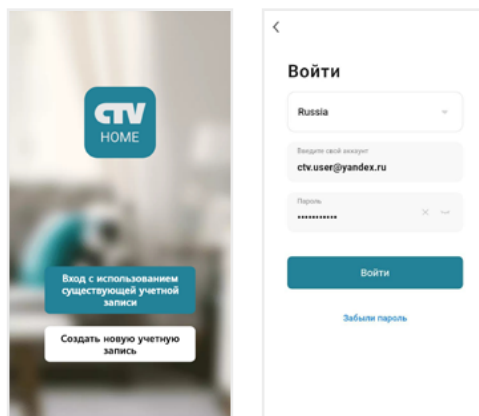 CTV
HOME
Вход с использованием
существующей учетной
записи
Создать новую учетную
запись
Войти
Russia
Введите свой аккаунт
ctv.user@yandex.ru
Пароль
•••••••••••
Войти
Забыли пароль